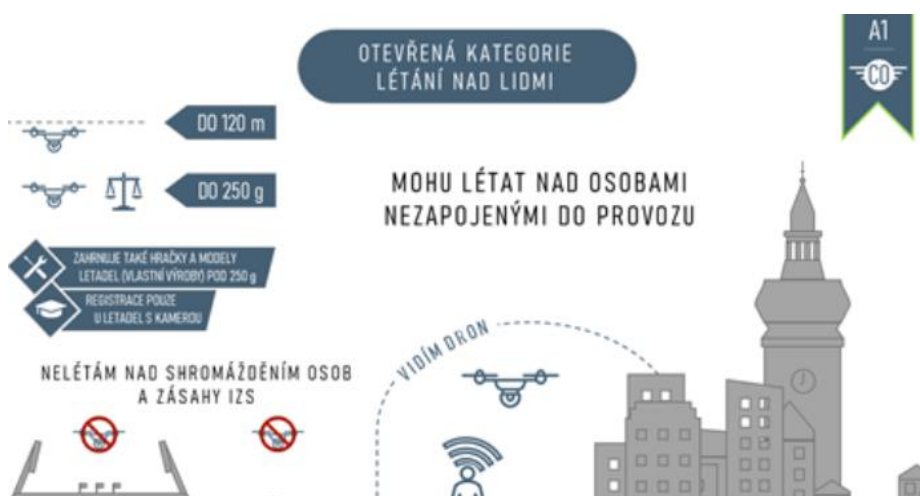 OTEVŘENÁ KATEGORIE
LÉTÁNÍ NAD LIDMI
A1
C0
DO 120 m
DO 250 g
MOHU LÉTAT NAD OSOBAMI
NEZAPOJENÝMI DO PROVOZU
ZAHRNUJE TAKÉ HRAČKY A MODELY
LETADEL (VLASTNÍ VÝROBY) POD 250 g
REGISTRACE POUZE
U LETADEL S KAMEROU
NELÉTÁM NAD SHROMÁŽDĚNÍM OSOB
A ZÁSAHY IZS
VIDÍM DRON